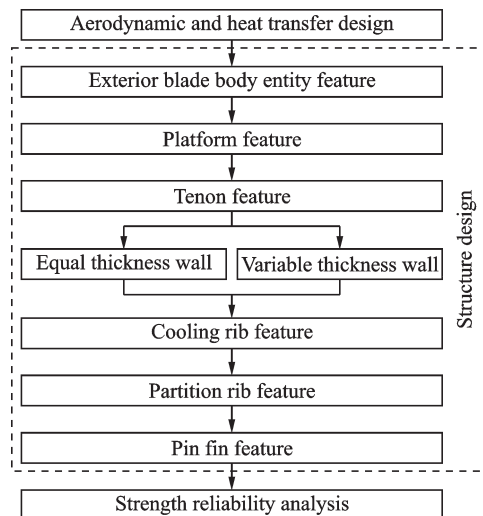 Aerodynamic and heat transfer design
Exterior blade body entity feature
Platform feature
Tenon feature
Equal thickness wall
Variable thickness wall
Cooling rib feature
Partition rib feature
Pin fin feature
Structure design
Strength reliability analysis